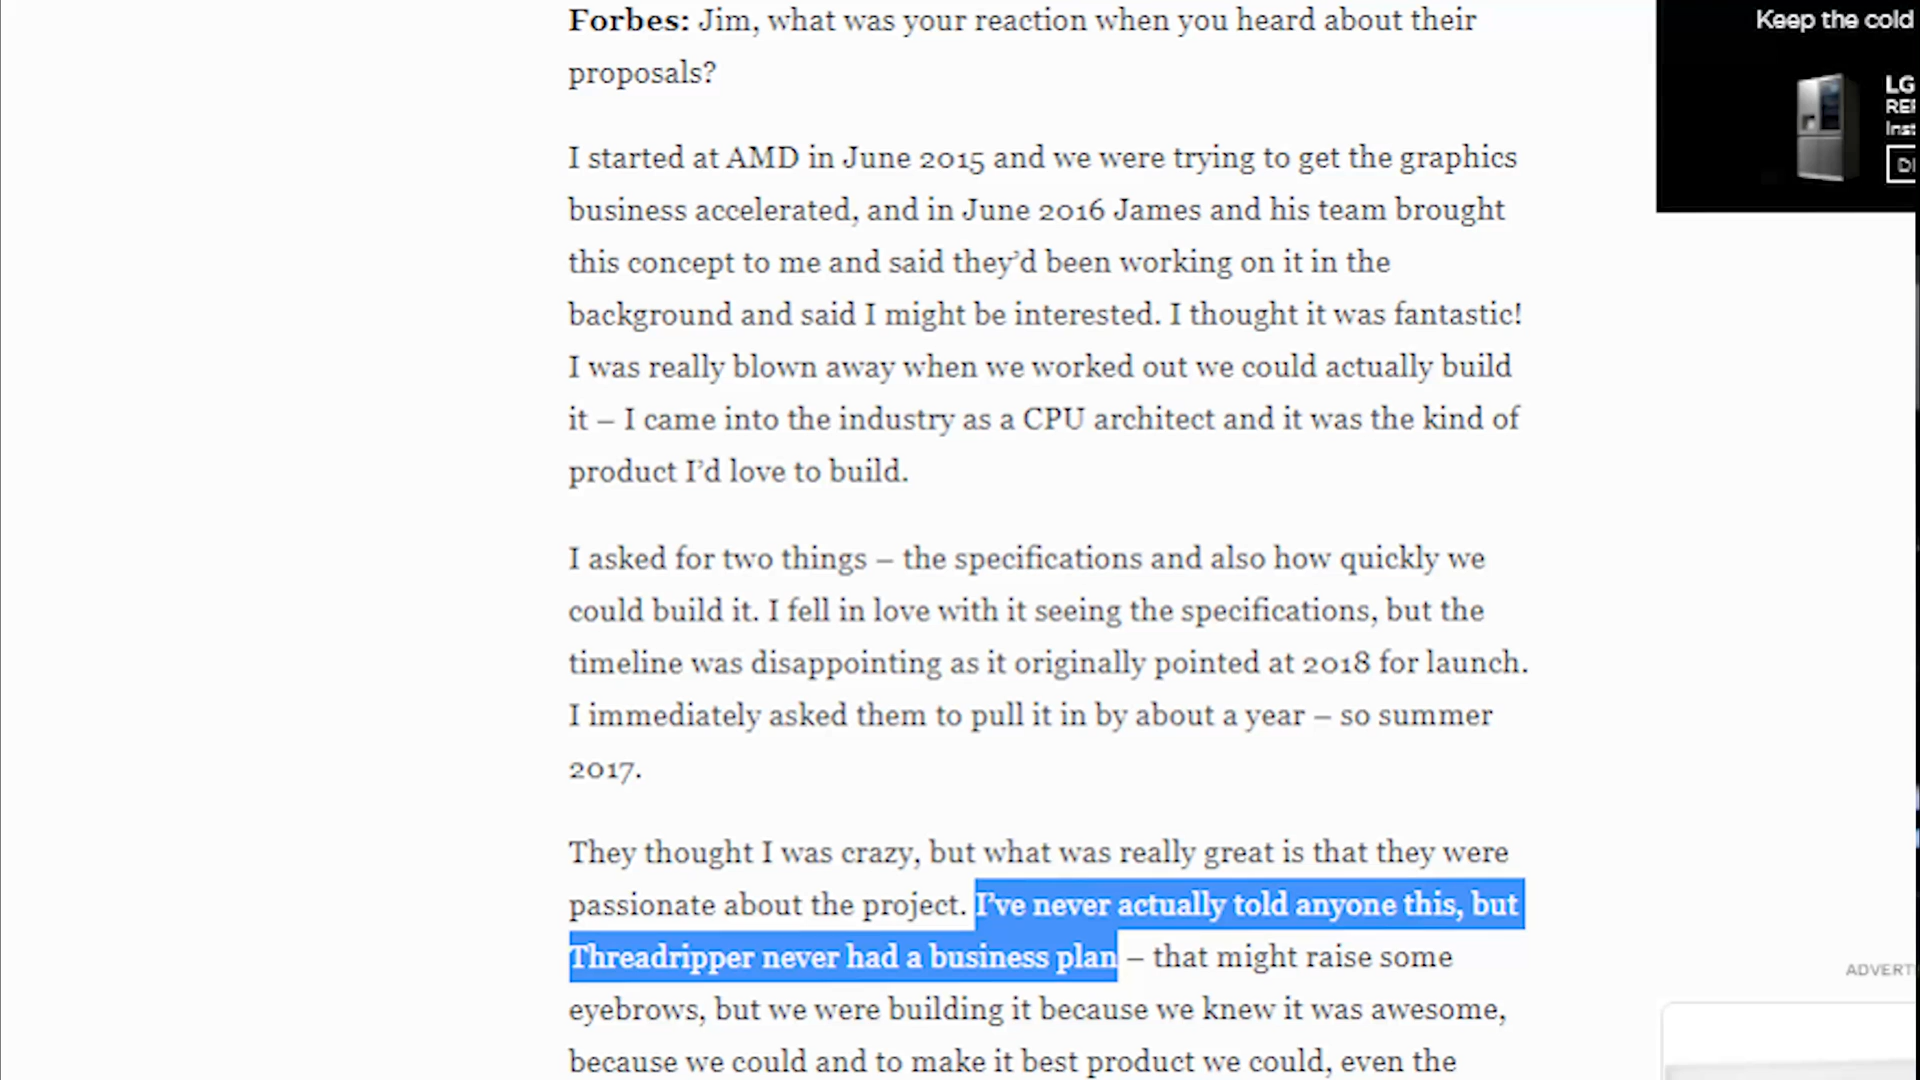 Forbes: Jim, what was your reaction when you heard about their
proposals?
I started at AMD in June 2015 and we were trying to get the graphics
business accelerated, and in June 2016 James and his team brought
this concept to me and said they’d been working on it in the
background and said I might be interested. I thought it was fantastic!
I was really blown away when we worked out we could actually build
it – I came into the industry as a CPU architect and it was the kind of
product I’d love to build.
I asked for two things – the specifications and also how quickly we
could build it. I fell in love with it seeing the specifications, but the
timeline was disappointing as it originally pointed at 2018 for launch.
I immediately asked them to pull it in by about a year – so summer
2017.
They thought I was crazy, but what was really great is that they were
passionate about the project. I’ve never actually told anyone this, but
Threadripper never had a business plan – that might raise some
eyebrows, but we were building it because we knew it was awesome,
because we could and to make it best product we could, even the
Keep the cold
LG